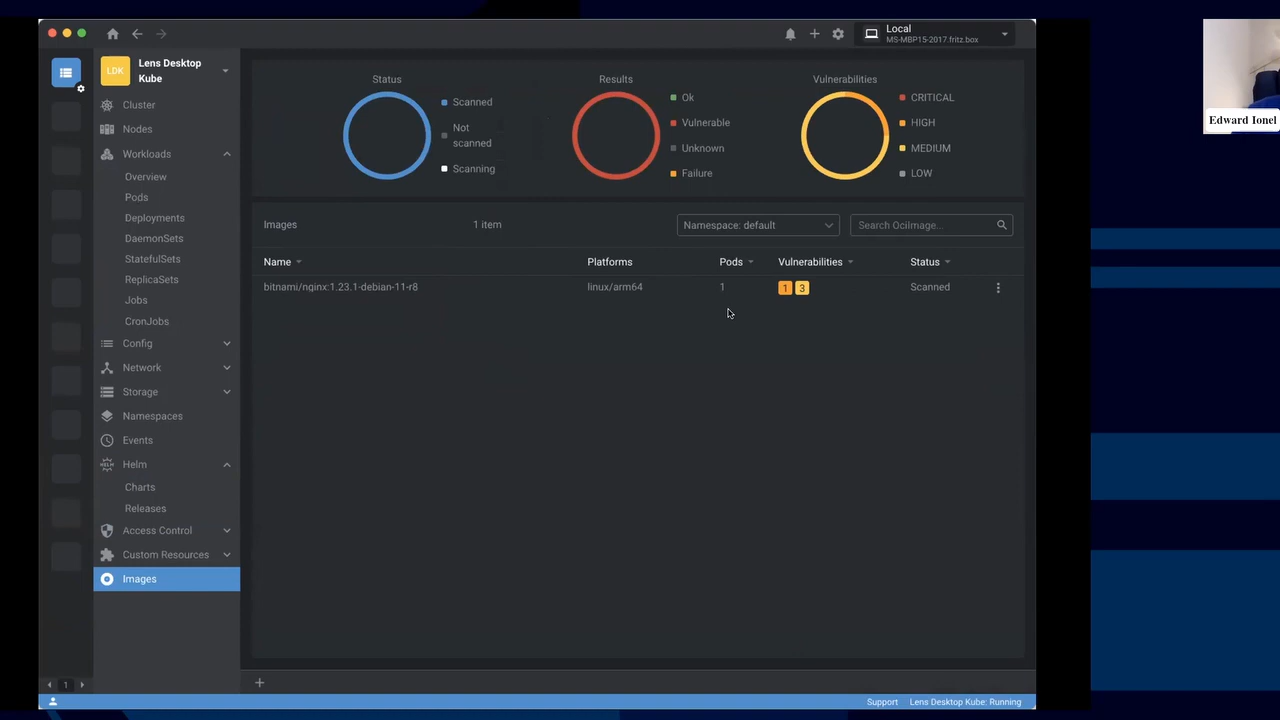 Local
MS-MBP15-2017.fritz.box
LDK
Lens Desktop
Kube
Cluster
Nodes
Workloads
Overview
Pods
Deployments
DaemonSets
StatefulSets
ReplicaSets
Jobs
CronJobs
Config
Network
Storage
Namespaces
Events
HELM
Helm
Charts
Releases
Access Control
Custom Resources
Images
1
Status
Scanned
Not
scanned
Scanning
Results
Ok
Vulnerable
Unknown
Failure
Vulnerabilities
CRITICAL
HIGH
MEDIUM
LOW
Images
1 item
Namespace: default
Search OciImage...
Name
Platforms
Pods
Vulnerabilities
Status
bitnami/nginx:1.23.1-debian-11-r8
linux/arm64
1
1
3
Scanned
Support
Lens Desktop Kube: Running
Edward Ionel